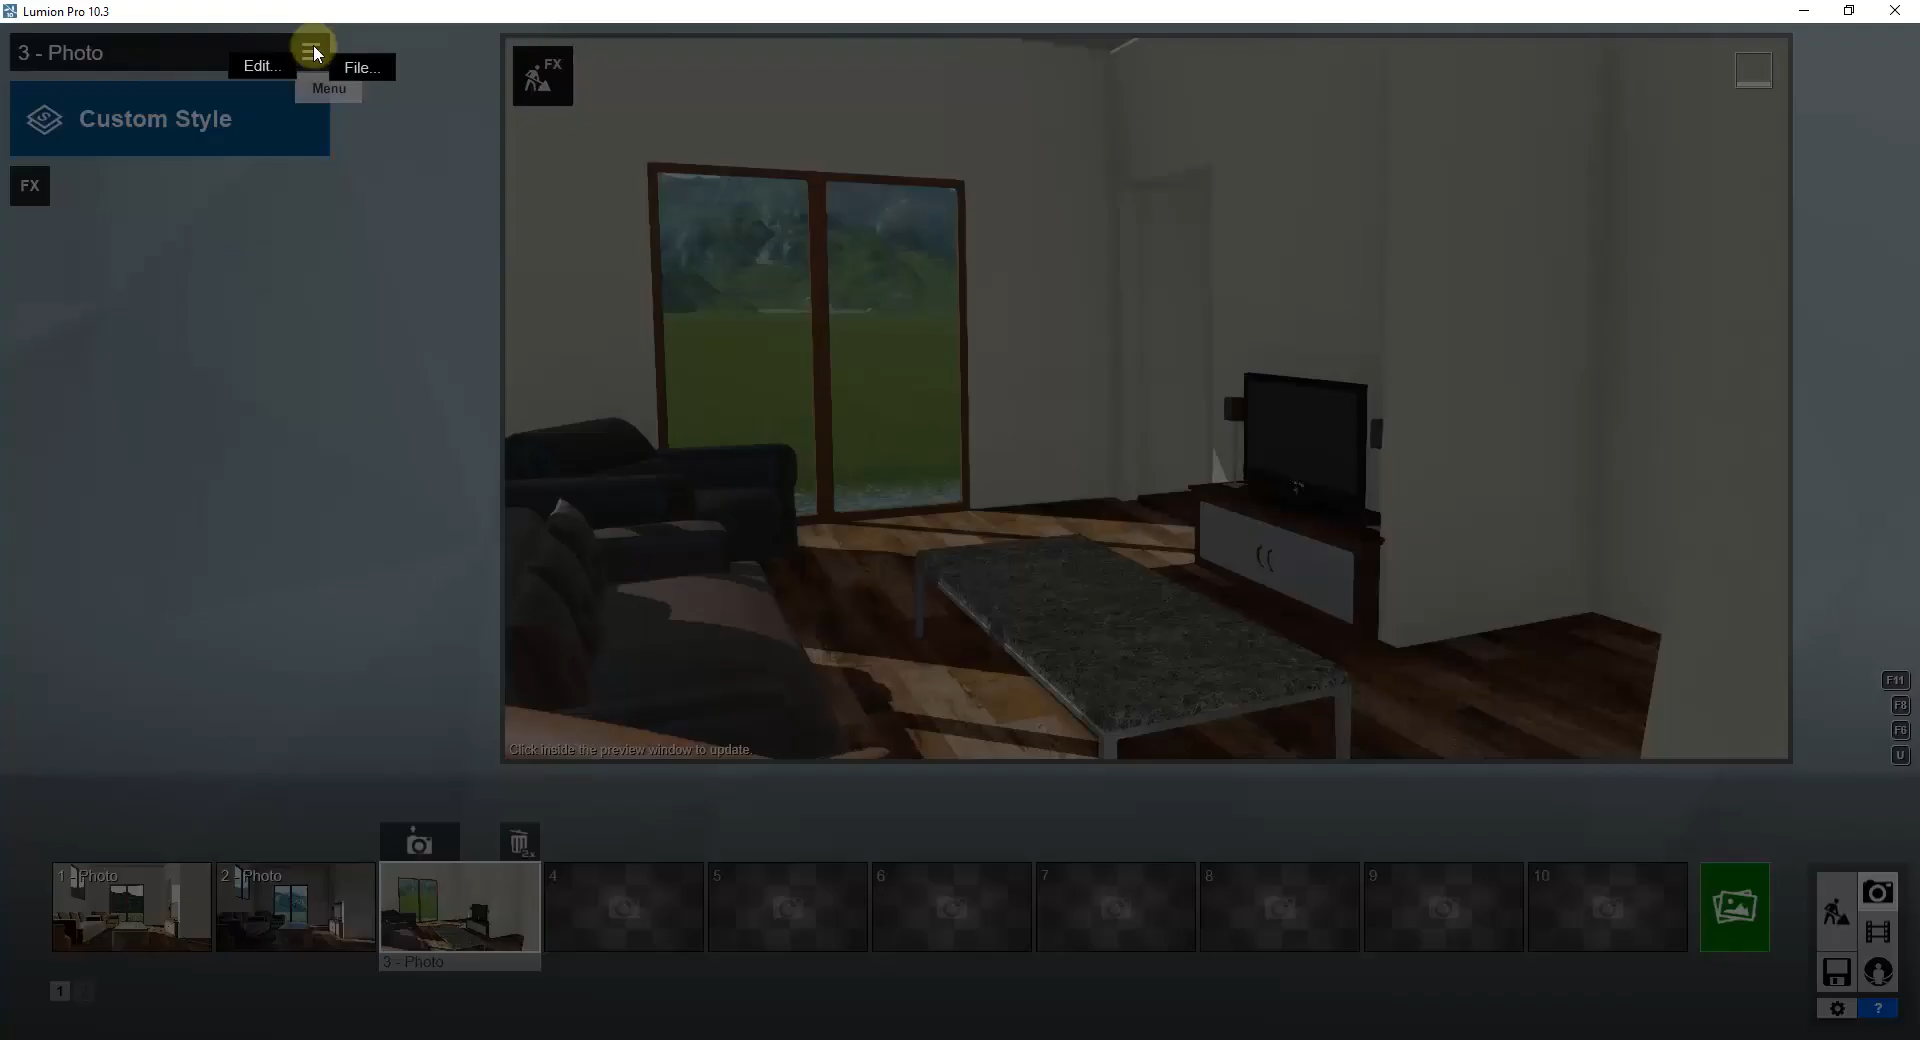 Lumion Pro 10.3
3 - Photo
Edit...
File...
Menu
Custom Style
FX
FX
Click inside the preview window to update.
F11
F8
F6
U
2x
1 - Photo
2 - Photo
4
5
6
7
8
9
10
3 - Photo
1
?